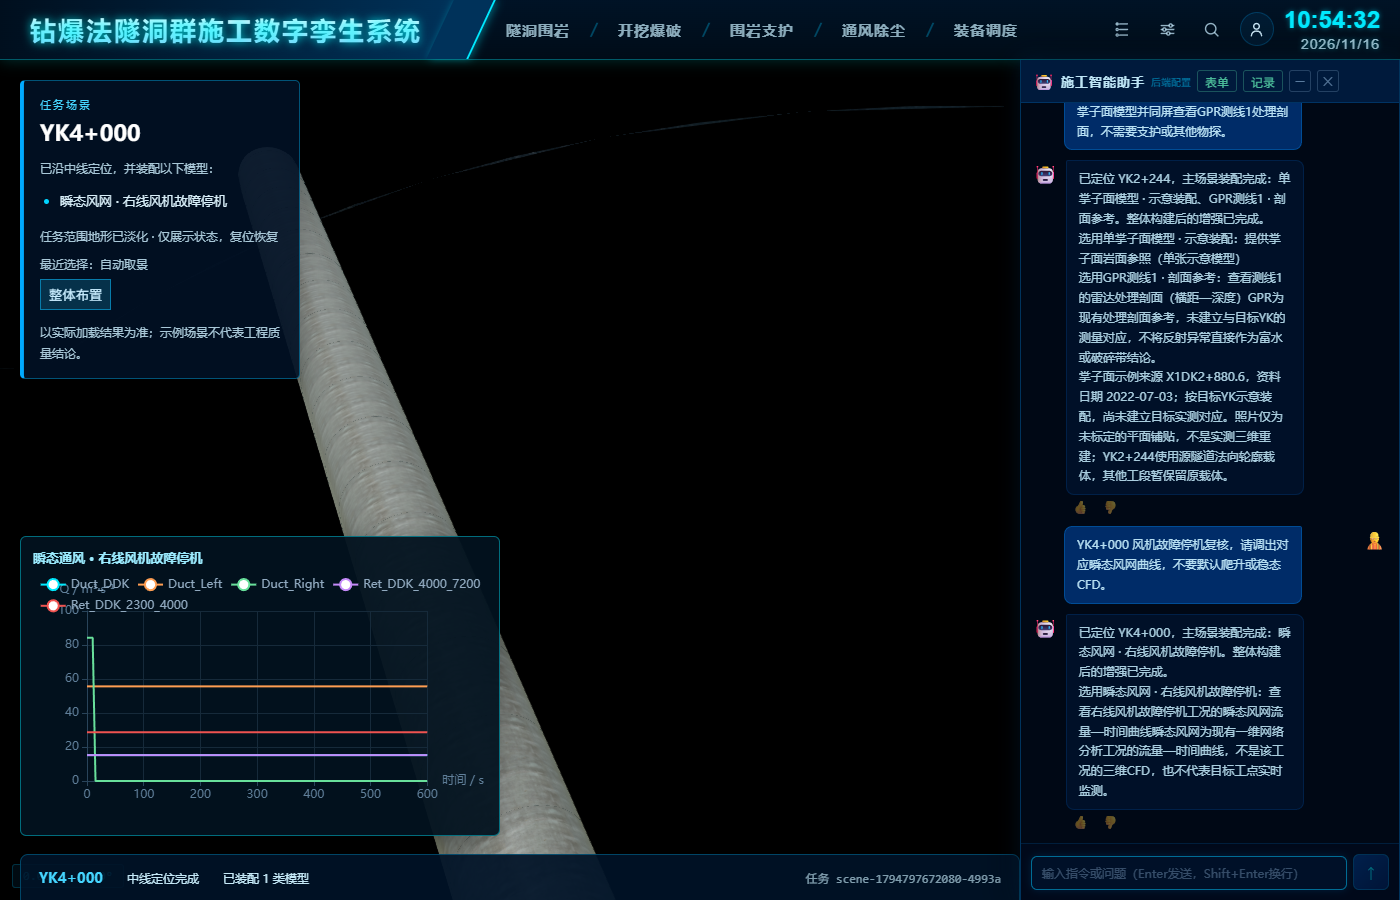 钻爆法隧洞群施工数字孪生系统
隧洞围岩 / 开挖爆破 / 围岩支护 / 通风除尘 / 装备调度
10:54:32
2026/11/16
任务场景
YK4+000
已沿中线定位，并装配以下模型：
瞬态风网 · 右线风机故障停机
任务范围地形已淡化 · 仅展示状态，复位恢复
最近选择：自动取景
整体布置
以实际加载结果为准；示例场景不代表工程质
量结论。
瞬态通风 • 右线风机故障停机
Duct_DDK Duct_Left Duct_Right Ret_DDK_4000_7200
Ret_DDK_2300_4000
100
80
60
40
20
0
0 100 200 300 400 500 600
时间 / s
YK4+000 中线定位完成 已装配 1 类模型
任务 scene-1794797672080-4993a
施工智能助手 后端配置 表单 记录
掌子面模型并同屏查看GPR测线1处理剖
面，不需要支护或其他物探。
已定位 YK2+244，主场景装配完成：单
掌子面模型 · 示意装配、GPR测线1 · 剖
面参考。整体构建后的增强已完成。
选用单掌子面模型 · 示意装配：提供掌
子面岩面参照（单张示意模型）
选用GPR测线1 · 剖面参考：查看测线1
的雷达处理剖面（横距—深度）GPR为
现有处理剖面参考，未建立与目标YK的
测量对应，不将反射异常直接作为富水
或破碎带结论。
掌子面示例来源 X1DK2+880.6，资料
日期 2022-07-03；按目标YK示意装
配，尚未建立目标实测对应。照片仅为
未标定的平面铺贴，不是实测三维重
建；YK2+244使用源隧道法向轮廓载
体，其他工段暂保留原载体。
YK4+000 风机故障停机复核，请调出对
应瞬态风网曲线，不要默认爬升或稳态
CFD。
已定位 YK4+000，主场景装配完成：瞬
态风网 · 右线风机故障停机。整体构建
后的增强已完成。
选用瞬态风网 · 右线风机故障停机：查
看右线风机故障停机工况的瞬态风网流
量—时间曲线瞬态风网为现有一维网络
分析工况的流量—时间曲线，不是该工
况的三维CFD，也不代表目标工点实时
监测。
输入指令或问题（Enter发送，Shift+Enter换行）